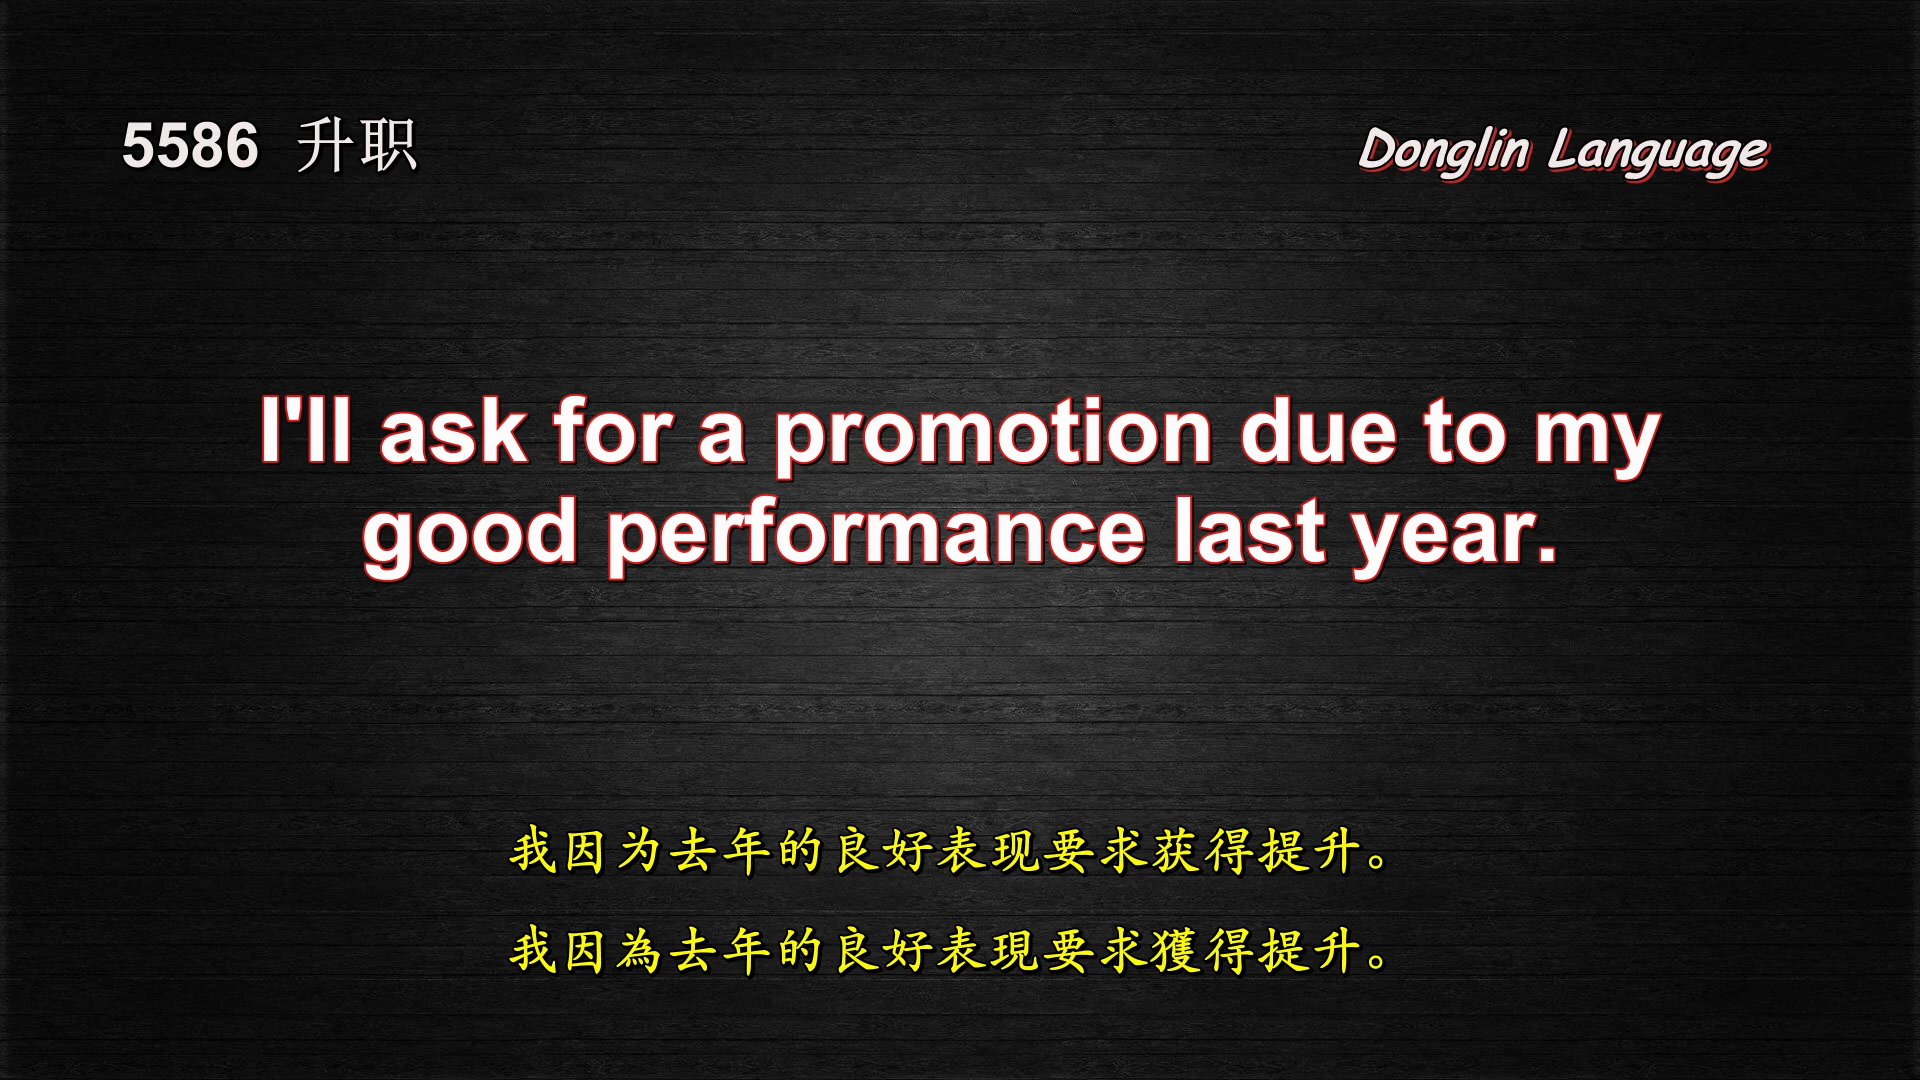 5586 升职
Donglin Language
I'll ask for a promotion due to my
good performance last year.
我因为去年的良好表现要求获得提升。
我因為去年的良好表現要求獲得提升。